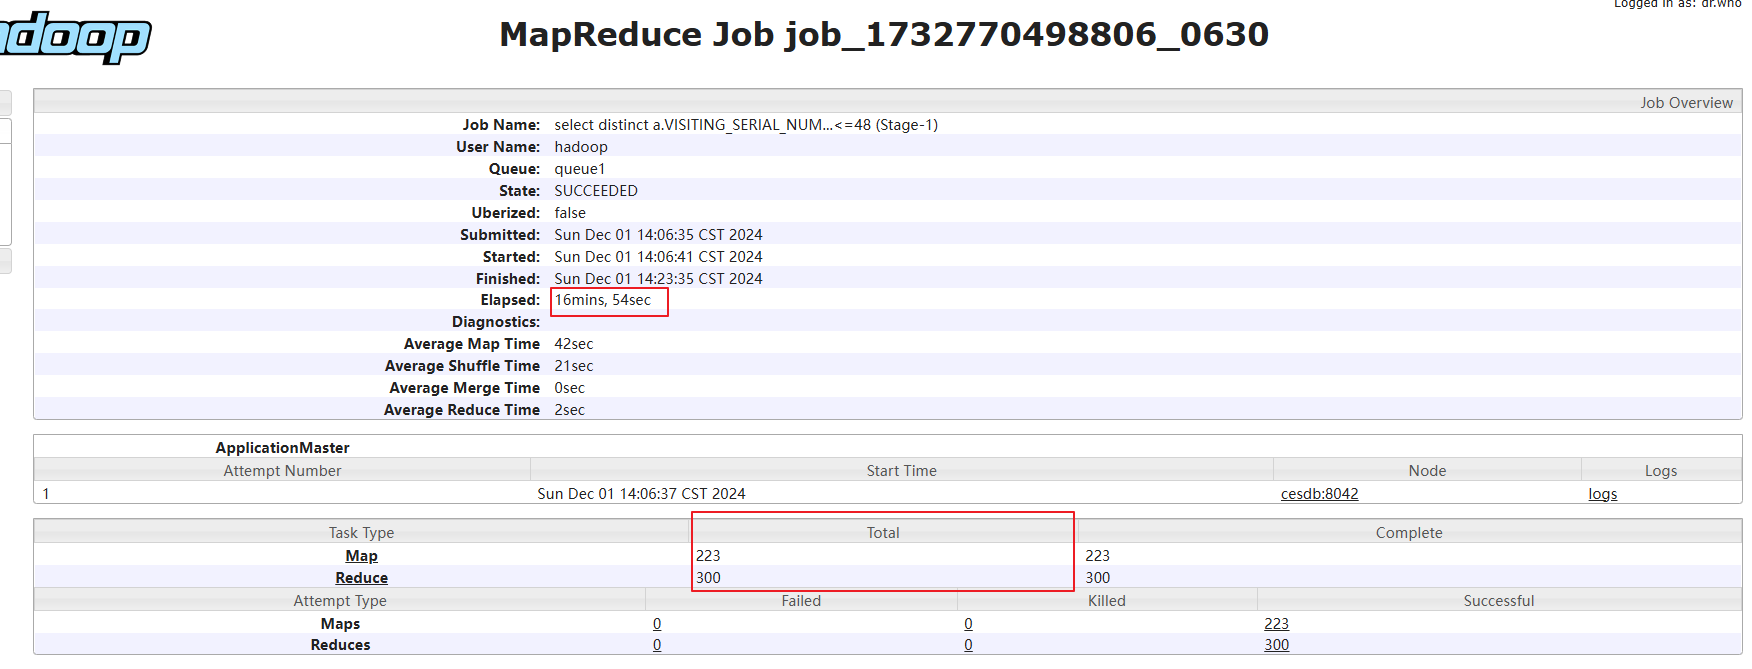 Logged in as: dr.who
adoop
MapReduce Job job_1732770498806_0630
Job Overview
Job Name: select distinct a.VISITING_SERIAL_NUM...<=48 (Stage-1)
User Name: hadoop
Queue: queue1
State: SUCCEEDED
Uberized: false
Submitted: Sun Dec 01 14:06:35 CST 2024
Started: Sun Dec 01 14:06:41 CST 2024
Finished: Sun Dec 01 14:23:35 CST 2024
Elapsed: 16mins, 54sec
Diagnostics:
Average Map Time 42sec
Average Shuffle Time 21sec
Average Merge Time 0sec
Average Reduce Time 2sec
ApplicationMaster
Attempt Number Start Time Node Logs
1 Sun Dec 01 14:06:37 CST 2024 cesdb:8042 logs
Task Type Total Complete
Map 223 223
Reduce 300 300
Attempt Type Failed Killed Successful
Maps 0 0 223
Reduces 0 0 300